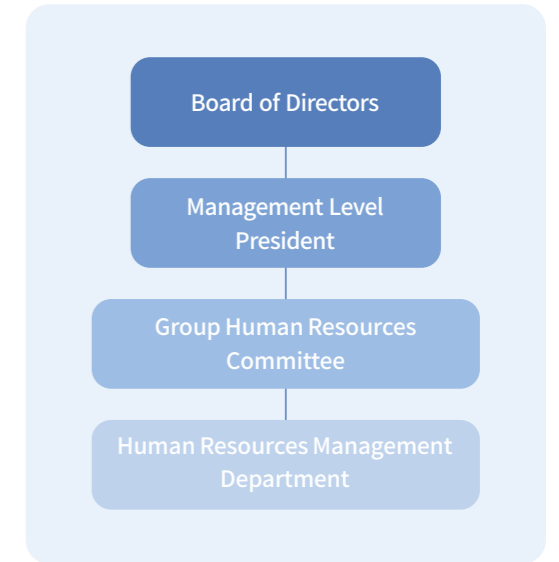 Board of Directors
Management Level
President
Group Human Resources
Committee
Human Resources Management
Department